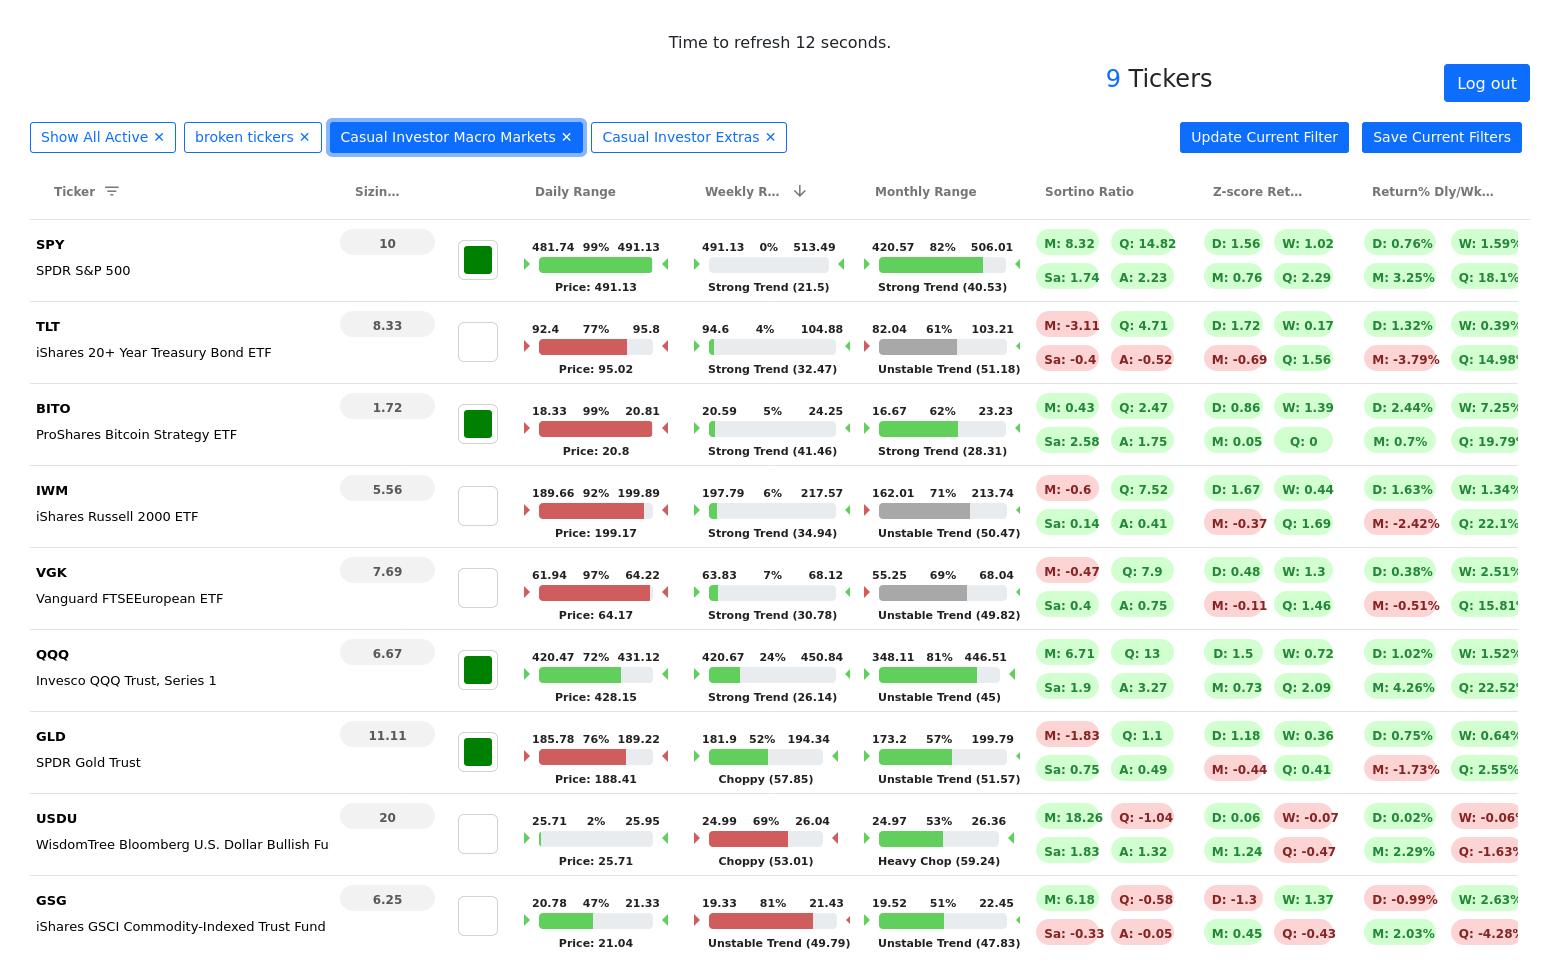 Time to refresh 12 seconds.
9 Tickers
Log out
Show All Active ✕ broken tickers ✕ Casual Investor Macro Markets ✕ Casual Investor Extras ✕ Update Current Filter Save Current Filters
Ticker Sizin... Daily Range Weekly R... Monthly Range Sortino Ratio Z-score Ret... Return% Dly/Wk...
SPY 10 481.74 99% 491.13 491.13 0% 513.49 420.57 82% 506.01 M: 8.32 Q: 14.82 D: 1.56 W: 1.02 D: 0.76% W: 1.59%
SPDR S&P 500 Price: 491.13 Strong Trend (21.5) Strong Trend (40.53) Sa: 1.74 A: 2.23 M: 0.76 Q: 2.29 M: 3.25% Q: 18.1%
TLT 8.33 92.4 77% 95.8 94.6 4% 104.88 82.04 61% 103.21 M: -3.11 Q: 4.71 D: 1.72 W: 0.17 D: 1.32% W: 0.39%
iShares 20+ Year Treasury Bond ETF Price: 95.02 Strong Trend (32.47) Unstable Trend (51.18) Sa: -0.4 A: -0.52 M: -0.69 Q: 1.56 M: -3.79% Q: 14.98%
BITO 1.72 18.33 99% 20.81 20.59 5% 24.25 16.67 62% 23.23 M: 0.43 Q: 2.47 D: 0.86 W: 1.39 D: 2.44% W: 7.25%
ProShares Bitcoin Strategy ETF Price: 20.8 Strong Trend (41.46) Strong Trend (28.31) Sa: 2.58 A: 1.75 M: 0.05 Q: 0 M: 0.7% Q: 19.79%
IWM 5.56 189.66 92% 199.89 197.79 6% 217.57 162.01 71% 213.74 M: -0.6 Q: 7.52 D: 1.67 W: 0.44 D: 1.63% W: 1.34%
iShares Russell 2000 ETF Price: 199.17 Strong Trend (34.94) Unstable Trend (50.47) Sa: 0.14 A: 0.41 M: -0.37 Q: 1.69 M: -2.42% Q: 22.1%
VGK 7.69 61.94 97% 64.22 63.83 7% 68.12 55.25 69% 68.04 M: -0.47 Q: 7.9 D: 0.48 W: 1.3 D: 0.38% W: 2.51%
Vanguard FTSEEuropean ETF Price: 64.17 Strong Trend (30.78) Unstable Trend (49.82) Sa: 0.4 A: 0.75 M: -0.11 Q: 1.46 M: -0.51% Q: 15.81%
QQQ 6.67 420.47 72% 431.12 420.67 24% 450.84 348.11 81% 446.51 M: 6.71 Q: 13 D: 1.5 W: 0.72 D: 1.02% W: 1.52%
Invesco QQQ Trust, Series 1 Price: 428.15 Strong Trend (26.14) Unstable Trend (45) Sa: 1.9 A: 3.27 M: 0.73 Q: 2.09 M: 4.26% Q: 22.52%
GLD 11.11 185.78 76% 189.22 181.9 52% 194.34 173.2 57% 199.79 M: -1.83 Q: 1.1 D: 1.18 W: 0.36 D: 0.75% W: 0.64%
SPDR Gold Trust Price: 188.41 Choppy (57.85) Unstable Trend (51.57) Sa: 0.75 A: 0.49 M: -0.44 Q: 0.41 M: -1.73% Q: 2.55%
USDU 20 25.71 2% 25.95 24.99 69% 26.04 24.97 53% 26.36 M: 18.26 Q: -1.04 D: 0.06 W: -0.07 D: 0.02% W: -0.06%
WisdomTree Bloomberg U.S. Dollar Bullish Fu Price: 25.71 Choppy (53.01) Heavy Chop (59.24) Sa: 1.83 A: 1.32 M: 1.24 Q: -0.47 M: 2.29% Q: -1.63%
GSG 6.25 20.78 47% 21.33 19.33 81% 21.43 19.52 51% 22.45 M: 6.18 Q: -0.58 D: -1.3 W: 1.37 D: -0.99% W: 2.63%
iShares GSCI Commodity-Indexed Trust Fund Price: 21.04 Unstable Trend (49.79) Unstable Trend (47.83) Sa: -0.33 A: -0.05 M: 0.45 Q: -0.43 M: 2.03% Q: -4.28%